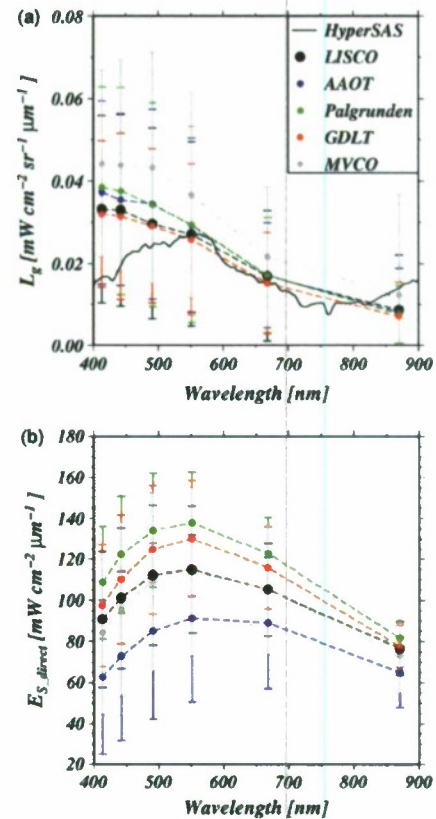 (a)
0.08
0.06
0.04
0.02
0.00
L_g [mW cm⁻² sr⁻¹ μm⁻¹]
HyperSAS
LISCO
AAOT
Palgrunden
GDLT
MVCO
400 500 600 700 800 900
Wavelength [nm]
(b)
180
160
140
120
100
80
60
40
20
E_S_direct [mW cm⁻² μm⁻¹]
400 500 600 700 800 900
Wavelength [nm]